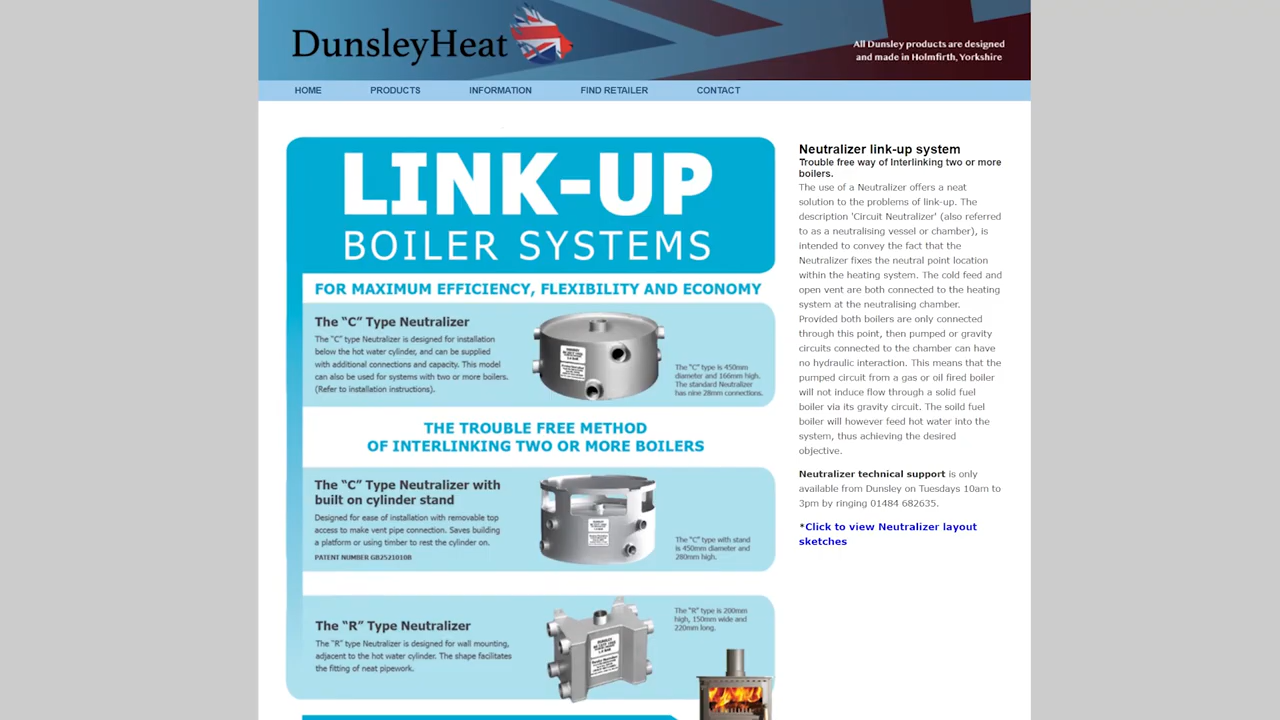 DunsleyHeat
All Dunsley products are designed
and made in Holmfirth, Yorkshire
HOME PRODUCTS INFORMATION FIND RETAILER CONTACT
LINK-UP
BOILER SYSTEMS
FOR MAXIMUM EFFICIENCY, FLEXIBILITY AND ECONOMY
The “C” Type Neutralizer
The “C” type Neutralizer is designed for installation
below the hot water cylinder, and can be supplied
with additional connections and capacity. This model
can also be used for systems with two or more boilers.
(Refer to installation instructions).
The “C” type is 450mm
diameter and 166mm high.
The standard Neutralizer
has nine 28mm connections.
THE TROUBLE FREE METHOD
OF INTERLINKING TWO OR MORE BOILERS
The “C” Type Neutralizer with
built on cylinder stand
Designed for ease of installation with removable top
access to make vent pipe connection. Saves building
a platform or using timber to rest the cylinder on.
PATENT NUMBER GB2521010B
The “C” type with stand
is 450mm diameter and
280mm high.
The “R” Type Neutralizer
The “R” type Neutralizer is designed for wall mounting,
adjacent to the hot water cylinder. The shape facilitates
the fitting of neat pipework.
The “R” type is 200mm
high, 150mm wide and
220mm long.
Neutralizer link-up system
Trouble free way of Interlinking two or more
boilers.
The use of a Neutralizer offers a neat
solution to the problems of link-up. The
description 'Circuit Neutralizer' (also referred
to as a neutralising vessel or chamber), is
intended to convey the fact that the
Neutralizer fixes the neutral point location
within the heating system. The cold feed and
open vent are both connected to the heating
system at the neutralising chamber.
Provided both boilers are only connected
through this point, then pumped or gravity
circuits connected to the chamber can have
no hydraulic interaction. This means that the
pumped circuit from a gas or oil fired boiler
will not induce flow through a solid fuel
boiler via its gravity circuit. The soild fuel
boiler will however feed hot water into the
system, thus achieving the desired
objective.
Neutralizer technical support is only
available from Dunsley on Tuesdays 10am to
3pm by ringing 01484 682635.
*Click to view Neutralizer layout
sketches